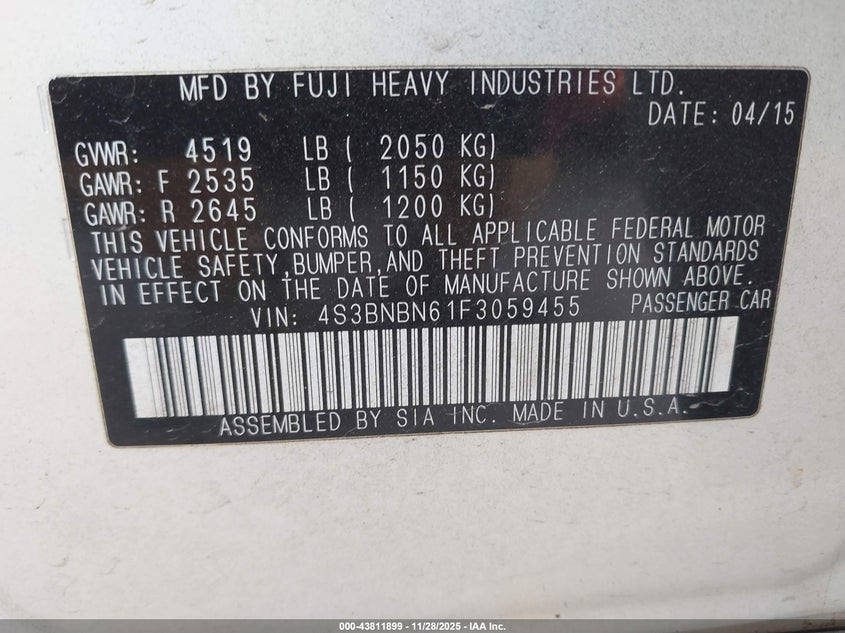 MFD BY FUJI HEAVY INDUSTRIES LTD.
DATE: 04/15
GVWR: 4519 LB ( 2050 KG)
GAWR: F 2535 LB ( 1150 KG)
GAWR: R 2645 LB ( 1200 KG)
THIS VEHICLE CONFORMS TO ALL APPLICABLE FEDERAL MOTOR
VEHICLE SAFETY,BUMPER,AND THEFT PREVENTION STANDARDS
IN EFFECT ON THE DATE OF MANUFACTURE SHOWN ABOVE.
VIN: 4S3BNBN61F3059455 PASSENGER CAR
ASSEMBLED BY SIA INC. MADE IN U.S.A.
000-43811899 | 11/28/2025 - IAA Inc.